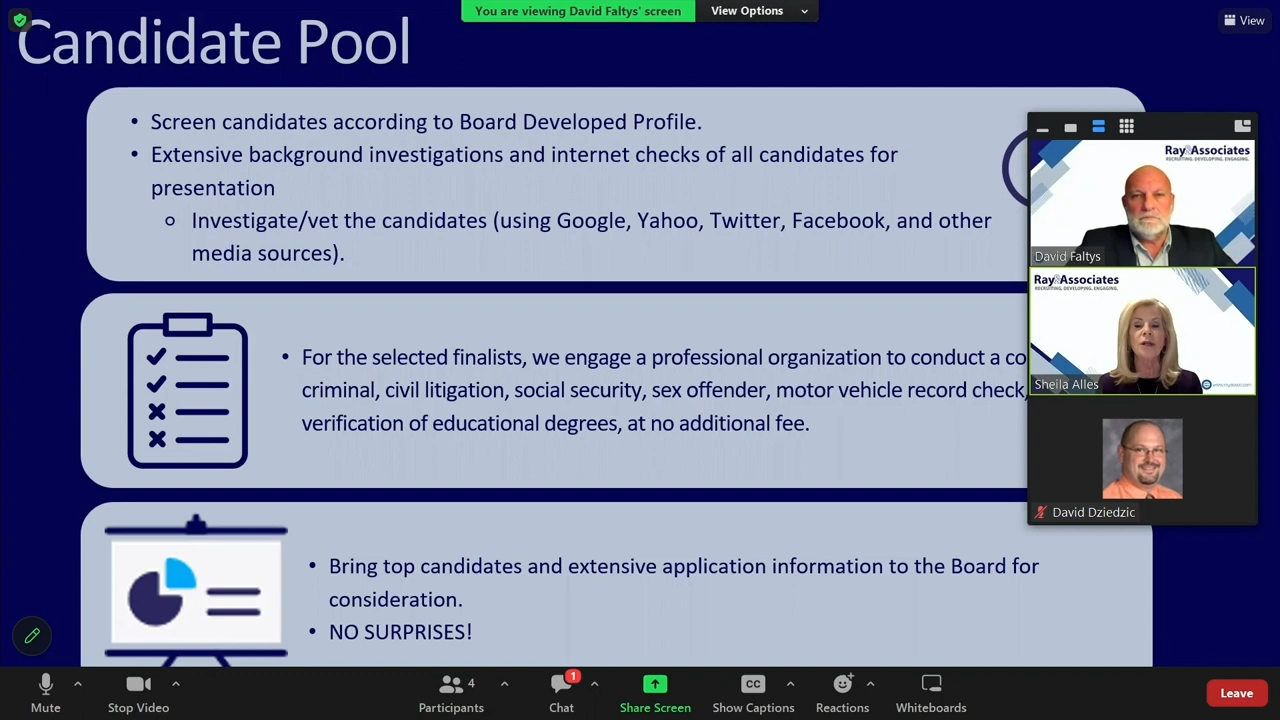 You are viewing David Faltys' screen
View Options
View
Candidate Pool
• Screen candidates according to Board Developed Profile.
• Extensive background investigations and internet checks of all candidates for
presentation
o Investigate/vet the candidates (using Google, Yahoo, Twitter, Facebook, and other
media sources).
• For the selected finalists, we engage a professional organization to conduct a co
criminal, civil litigation, social security, sex offender, motor vehicle record check,
verification of educational degrees, at no additional fee.
• Bring top candidates and extensive application information to the Board for
consideration.
• NO SURPRISES!
Ray&Associates
RECRUITING. DEVELOPING. ENGAGING.
David Faltys
Ray&Associates
RECRUITING. DEVELOPING. ENGAGING.
Sheila Alles
David Dziedzic
Mute
Stop Video
4
Participants
1
Chat
Share Screen
CC
Show Captions
Reactions
Whiteboards
Leave